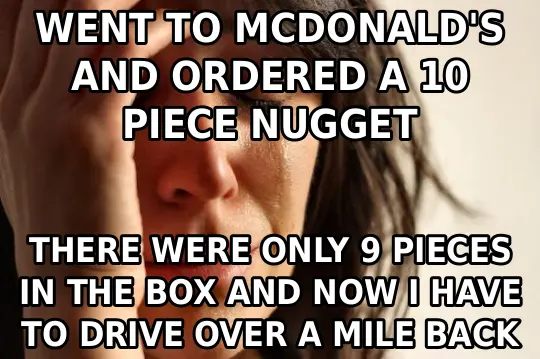 WENT TO MCDONALD'S
AND ORDERED A 10
PIECE NUGGET
THERE WERE ONLY 9 PIECES
IN THE BOX AND NOW I HAVE
TO DRIVE OVER A MILE BACK